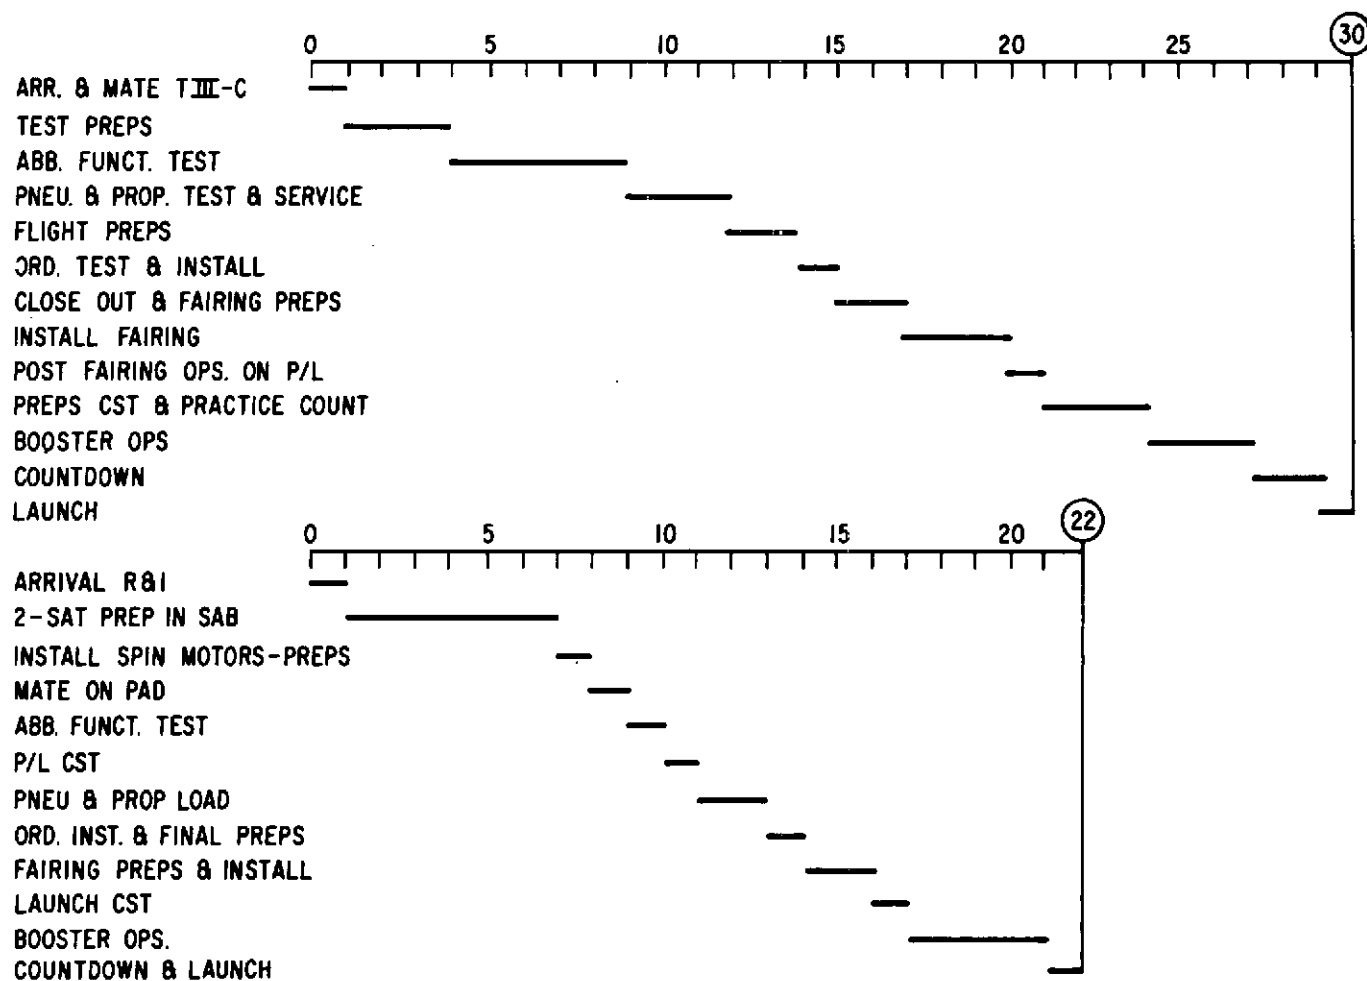 0 5 10 15 20 25 30
ARR. & MATE TIII-C
TEST PREPS
ABB. FUNCT. TEST
PNEU. & PROP. TEST & SERVICE
FLIGHT PREPS
ORD. TEST & INSTALL
CLOSE OUT & FAIRING PREPS
INSTALL FAIRING
POST FAIRING OPS. ON P/L
PREPS CST & PRACTICE COUNT
BOOSTER OPS
COUNTDOWN
LAUNCH
0 5 10 15 20 22
ARRIVAL R&I
2-SAT PREP IN SAB
INSTALL SPIN MOTORS-PREPS
MATE ON PAD
ABB. FUNCT. TEST
P/L CST
PNEU & PROP LOAD
ORD. INST. & FINAL PREPS
FAIRING PREPS & INSTALL
LAUNCH CST
BOOSTER OPS.
COUNTDOWN & LAUNCH